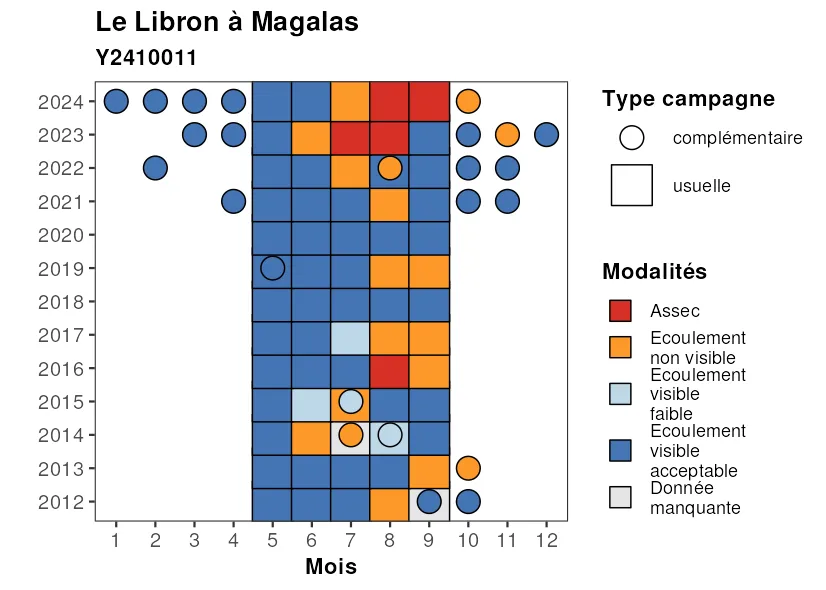 Le Libron à Magalas
Y2410011
2024
2023
2022
2021
2020
2019
2018
2017
2016
2015
2014
2013
2012
1 2 3 4 5 6 7 8 9 10 11 12
Mois
Type campagne
complémentaire
usuelle
Modalités
Assec
Ecoulement
non visible
Ecoulement
visible
faible
Ecoulement
visible
acceptable
Donnée
manquante